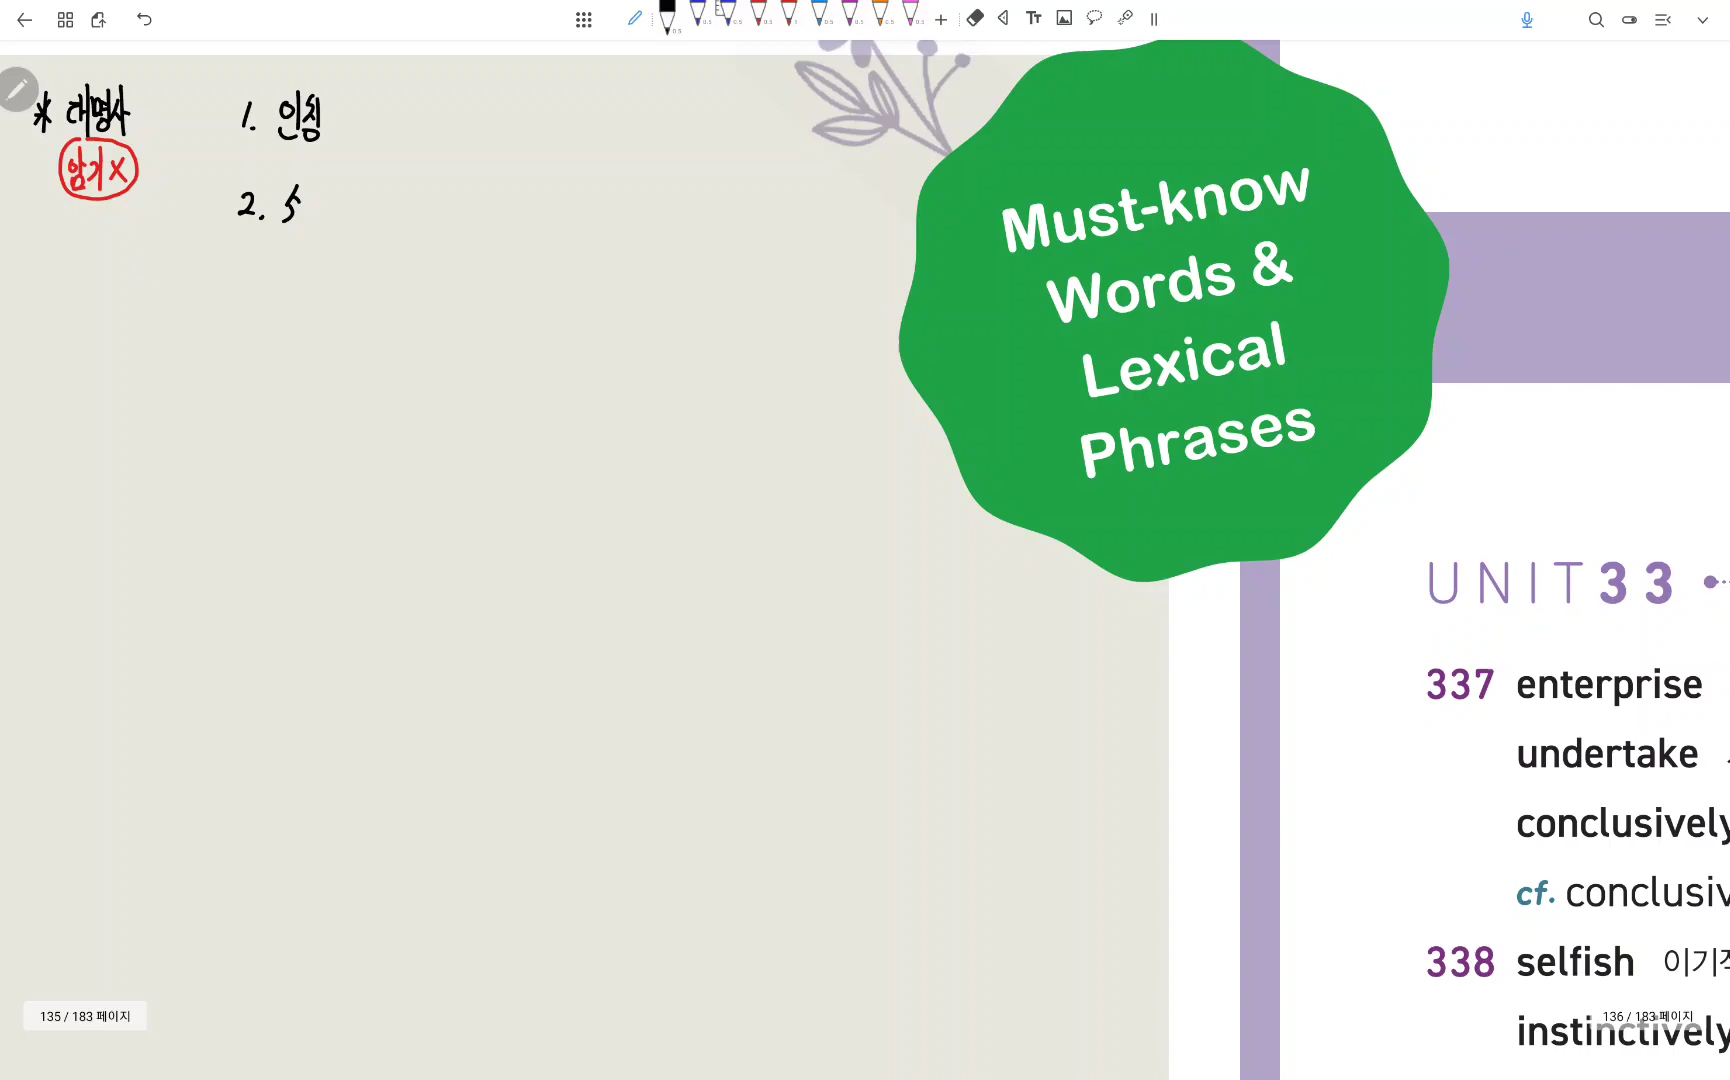 * 대명사
암기X
1. 인칭
2.
Must-know
Words &
Lexical
Phrases
UNIT 33
337 enterprise
undertake
conclusively
cf. conclusiv
338 selfish 이기적
instinctively
135 / 183 페이지
136 / 183 페이지